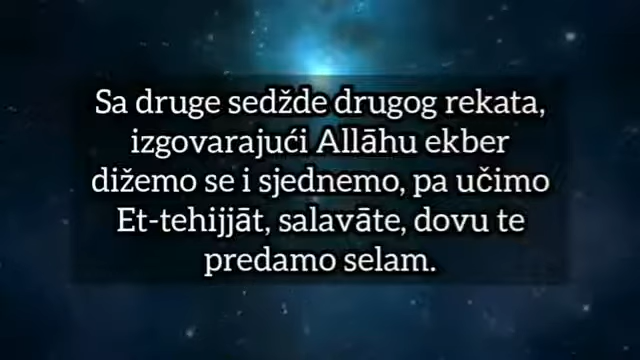 Sa druge sedžde drugog rekata,
izgovarajući Allāhu ekber
dižemo se i sjednemo, pa učimo
Et-tehijjāt, salavāte, dovu te
predamo selam.